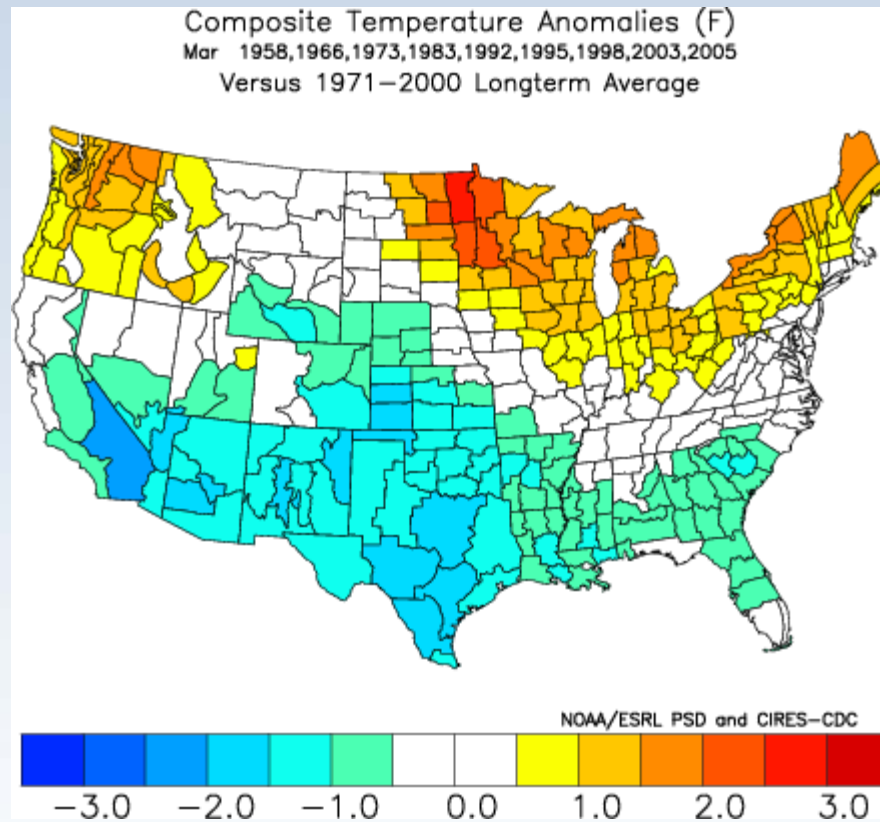 Composite Temperature Anomalies (F)
Mar 1958,1966,1973,1983,1992,1995,1998,2003,2005
Versus 1971-2000 Longterm Average
NOAA/ESRL PSD and CIRES-CDC
-3.0 -2.0 -1.0 0.0 1.0 2.0 3.0